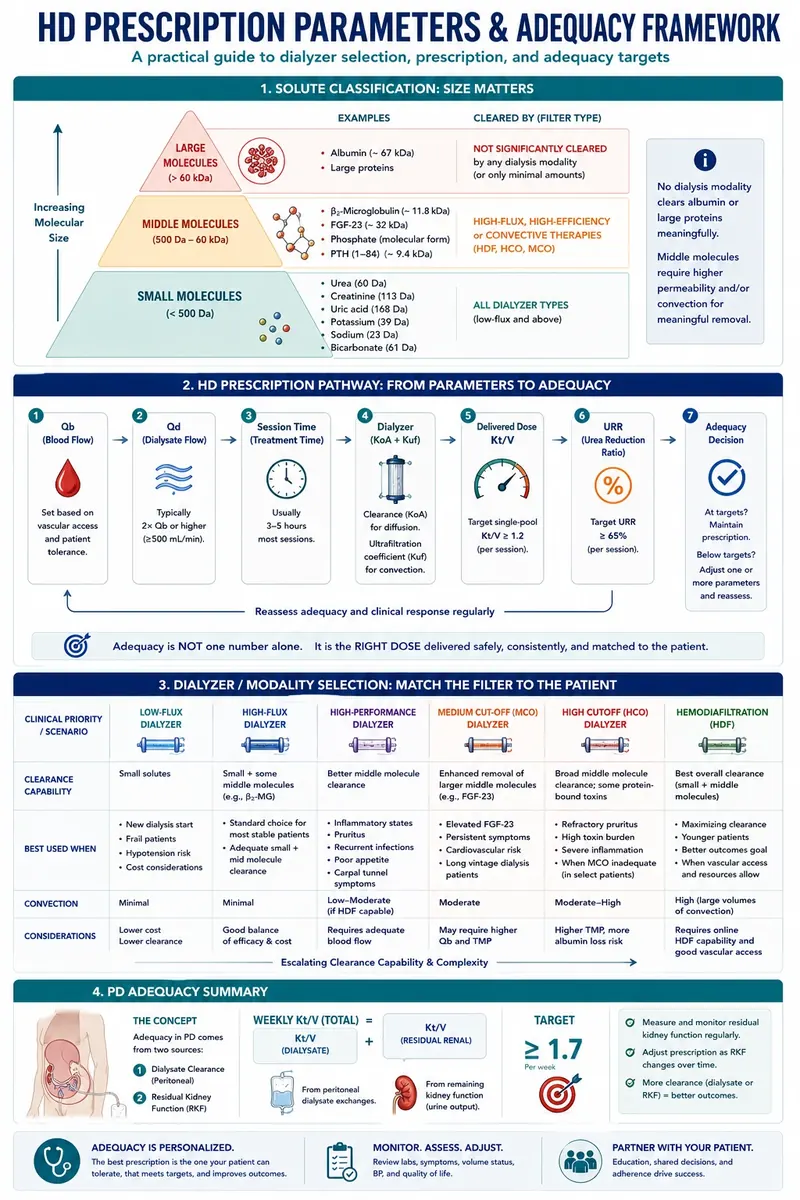 HD PRESCRIPTION PARAMETERS & ADEQUACY FRAMEWORK
A practical guide to dialyzer selection, prescription, and adequacy targets
1. SOLUTE CLASSIFICATION: SIZE MATTERS
EXAMPLES
CLEARED BY (FILTER TYPE)
Increasing
Molecular
Size
LARGE
MOLECULES
(> 60 kDa)
• Albumin (~ 67 kDa)
• Large proteins
NOT SIGNIFICANTLY CLEARED
by any dialysis modality
(or only minimal amounts)
MIDDLE MOLECULES
(500 Da – 60 kDa)
• β₂-Microglobulin (~ 11.8 kDa)
• FGF-23 (~ 32 kDa)
• Phosphate (molecular form)
• PTH (1–84) (~ 9.4 kDa)
HIGH-FLUX, HIGH-EFFICIENCY
or CONVECTIVE THERAPIES
(HDF, HCO, MCO)
SMALL MOLECULES
(< 500 Da)
• Urea (60 Da)
• Creatinine (113 Da)
• Uric acid (168 Da)
• Potassium (39 Da)
• Sodium (23 Da)
• Bicarbonate (61 Da)
ALL DIALYZER TYPES
(low-flux and above)
i
No dialysis modality
clears albumin or
large proteins
meaningfully.
Middle molecules
require higher
permeability and/or
convection for
meaningful removal.
2. HD PRESCRIPTION PATHWAY: FROM PARAMETERS TO ADEQUACY
1
Qb
(Blood Flow)
Set based on
vascular access
and patient
tolerance.
2
Qd
(Dialysate Flow)
Typically
2× Qb or higher
(≥500 mL/min).
3
Session Time
(Treatment Time)
Usually
3–5 hours
most sessions.
4
Dialyzer
(KoA + Kuf)
Clearance (KoA)
for diffusion.
Ultrafiltration
coefficient (Kuf)
for convection.
5
Delivered Dose
Kt/V
Target single-pool
Kt/V ≥ 1.2
(per session).
6
URR
(Urea Reduction
Ratio)
%
Target URR
≥ 65%
(per session).
7
Adequacy
Decision
At targets?
Maintain
prescription.
Below targets?
Adjust one or
more parameters
and reassess.
Reassess adequacy and clinical response regularly
Adequacy is NOT one number alone. It is the RIGHT DOSE delivered safely, consistently, and matched to the patient.
3. DIALYZER / MODALITY SELECTION: MATCH THE FILTER TO THE PATIENT
CLINICAL PRIORITY
/ SCENARIO
LOW-FLUX
DIALYZER
HIGH-FLUX
DIALYZER
HIGH-PERFORMANCE
DIALYZER
MEDIUM CUT-OFF (MCO)
DIALYZER
HIGH CUTOFF (HCO)
DIALYZER
HEMODIAFILTRATION
(HDF)
CLEARANCE
CAPABILITY
Small solutes
Small + some
middle molecules
(e.g., β₂-MG)
Better middle molecule
clearance
Enhanced removal of
larger middle molecules
(e.g., FGF-23)
Broad middle molecule
clearance; some protein-
bound toxins
Best overall clearance
(small + middle
molecules)
BEST USED WHEN
• New dialysis start
• Frail patients
• Hypotension risk
• Cost considerations
• Standard choice for
most stable patients
• Adequate small +
mid molecule
clearance
• Inflammatory states
• Pruritus
• Recurrent infections
• Poor appetite
• Carpal tunnel
symptoms
• Elevated FGF-23
• Persistent symptoms
• Cardiovascular risk
• Long vintage dialysis
patients
• Refractory pruritus
• High toxin burden
• Severe inflammation
• When MCO inadequate
(in select patients)
• Maximizing clearance
• Younger patients
• Better outcomes goal
• When vascular access
and resources allow
CONVECTION
Minimal
Minimal
Low–Moderate
(if HDF capable)
Moderate
Moderate–High
High (large volumes
of convection)
CONSIDERATIONS
Lower cost
Lower clearance
Good balance
of efficacy & cost
Requires adequate
blood flow
May require higher
Qb and TMP
Higher TMP, more
albumin loss risk
Requires online
HDF capability and
good vascular access
Escalating Clearance Capability & Complexity
4. PD ADEQUACY SUMMARY
THE CONCEPT
Adequacy in PD comes
from two sources:
1 Dialysate Clearance
(Peritoneal)
2 Residual Kidney
Function (RKF)
WEEKLY Kt/V (TOTAL) =
Kt/V
(DIALYSATE)
+
Kt/V
(RESIDUAL RENAL)
From peritoneal
dialysate exchanges.
From remaining
kidney function
(urine output).
TARGET
≥ 1.7
Per week
Measure and monitor residual
kidney function regularly.
Adjust prescription as RKF
changes over time.
More clearance (dialysate or
RKF) = better outcomes.
ADEQUACY IS PERSONALIZED.
The best prescription is the one your patient can
tolerate, that meets targets, and improves outcomes.
MONITOR. ASSESS. ADJUST.
Review labs, symptoms, volume status,
BP, and quality of life.
PARTNER WITH YOUR PATIENT.
Education, shared decisions, and
adherence drive success.